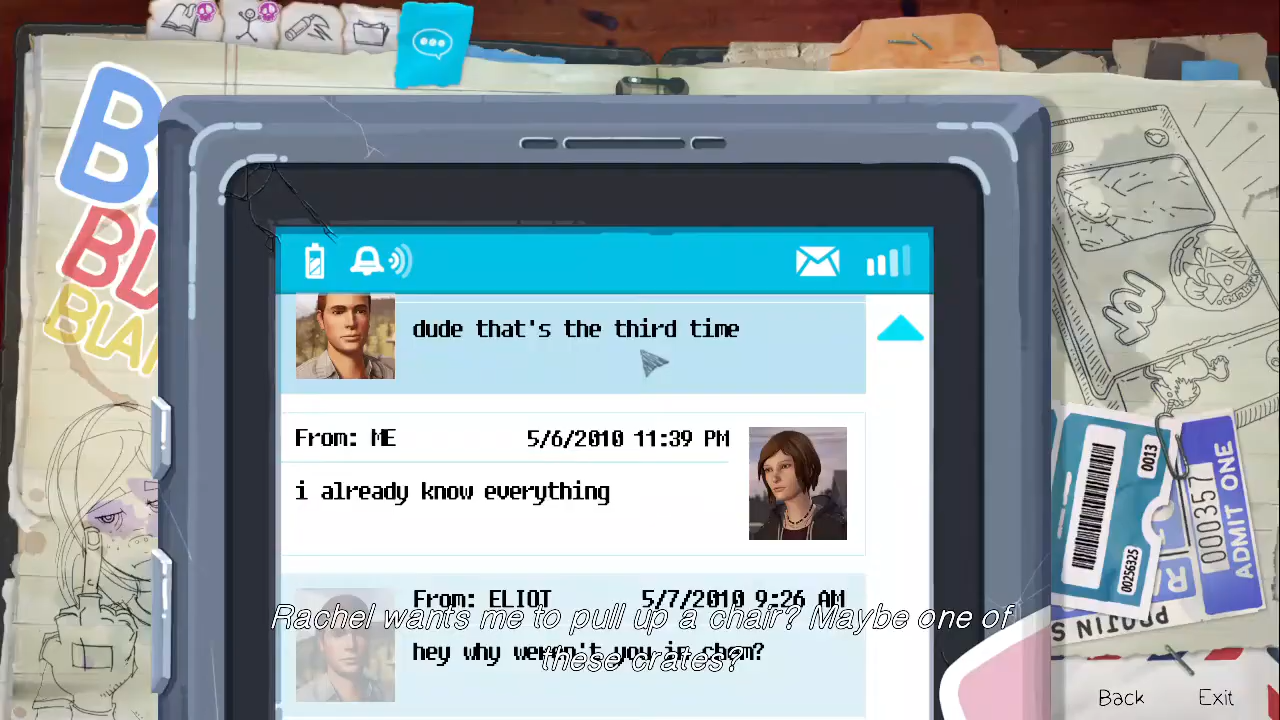 dude that's the third time
From: ME 5/6/2010 11:39 PM
i already know everything
From: ELIOT 5/7/2010 9:26 AM
hey why weren't you in chem?
Rachel wants me to pull up a chair? Maybe one of
these crates?
0013
00256325
000357
ADMIT ONE
Back Exit